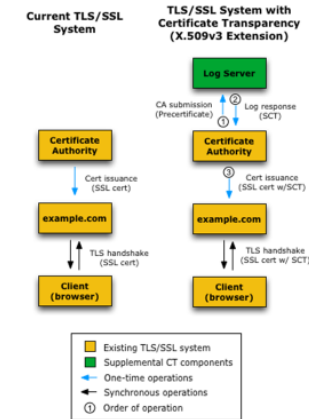 Current TLS/SSL
System
TLS/SSL System with
Certificate Transparency
(X.509v3 Extension)
Log Server
CA submission
(Precertificate)
1
2
Log response
(SCT)
Certificate
Authority
Cert issuance
(SSL cert)
example.com
TLS handshake
(SSL cert)
Client
(browser)
Certificate
Authority
3
Cert issuance
(SSL cert w/SCT)
example.com
TLS handshake
(SSL cert w/ SCT)
Client
(browser)
Existing TLS/SSL system
Supplemental CT components
One-time operations
Synchronous operations
1 Order of operation